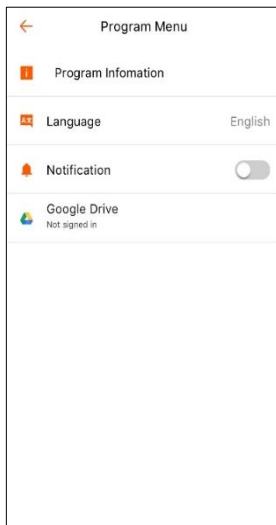 Program Menu
Program Infomation
Language English
Notification
Google Drive
Not signed in